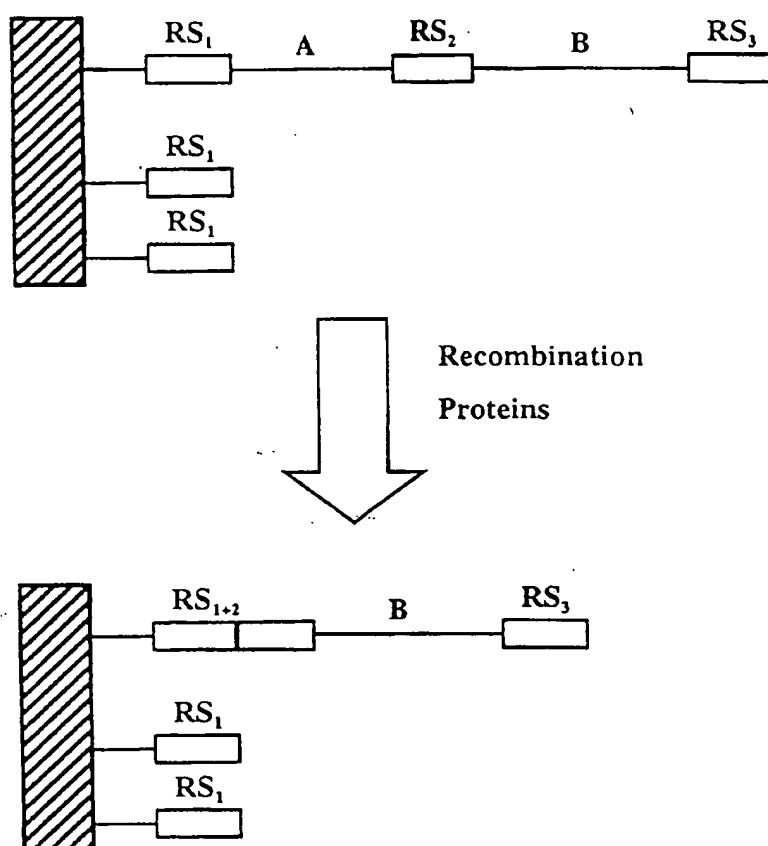 RS₁ A RS₂ B RS₃
RS₁
RS₁
Recombination
Proteins
RS₁₊₂ B RS₃
RS₁
RS₁